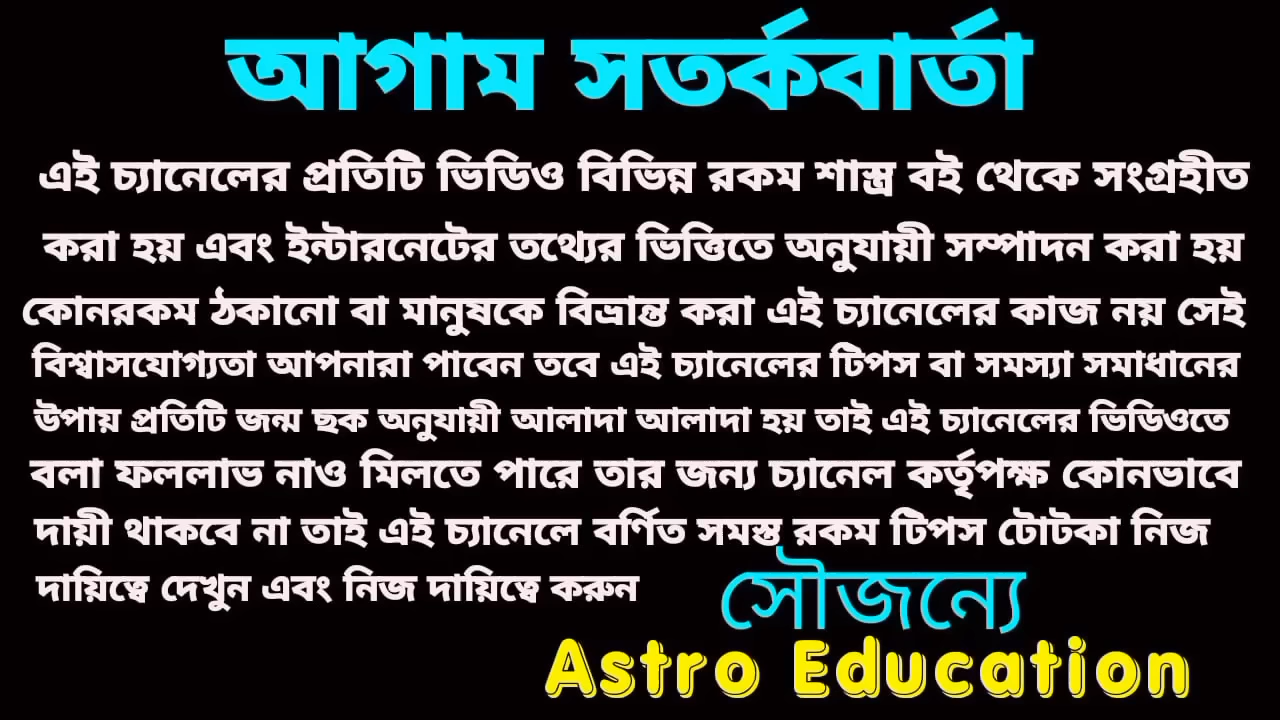 আগাম সতর্কবার্তা
এই চ্যানেলের প্রতিটি ভিডিও বিভিন্ন রকম শাস্ত্র বই থেকে সংগ্রহীত
করা হয় এবং ইন্টারনেটের তথ্যের ভিত্তিতে অনুযায়ী সম্পাদন করা হয়
কোনরকম ঠকানো বা মানুষকে বিভ্রান্ত করা এই চ্যানেলের কাজ নয় সেই
বিশ্বাসযোগ্যতা আপনারা পাবেন তবে এই চ্যানেলের টিপস বা সমস্যা সমাধানের
উপায় প্রতিটি জন্ম ছক অনুযায়ী আলাদা আলাদা হয় তাই এই চ্যানেলের ভিডিওতে
বলা ফললাভ নাও মিলতে পারে তার জন্য চ্যানেল কর্তৃপক্ষ কোনভাবে
দায়ী থাকবে না তাই এই চ্যানেলে বর্ণিত সমস্ত রকম টিপস টোটকা নিজ
দায়িত্বে দেখুন এবং নিজ দায়িত্বে করুন
সৌজন্যে
Astro Education